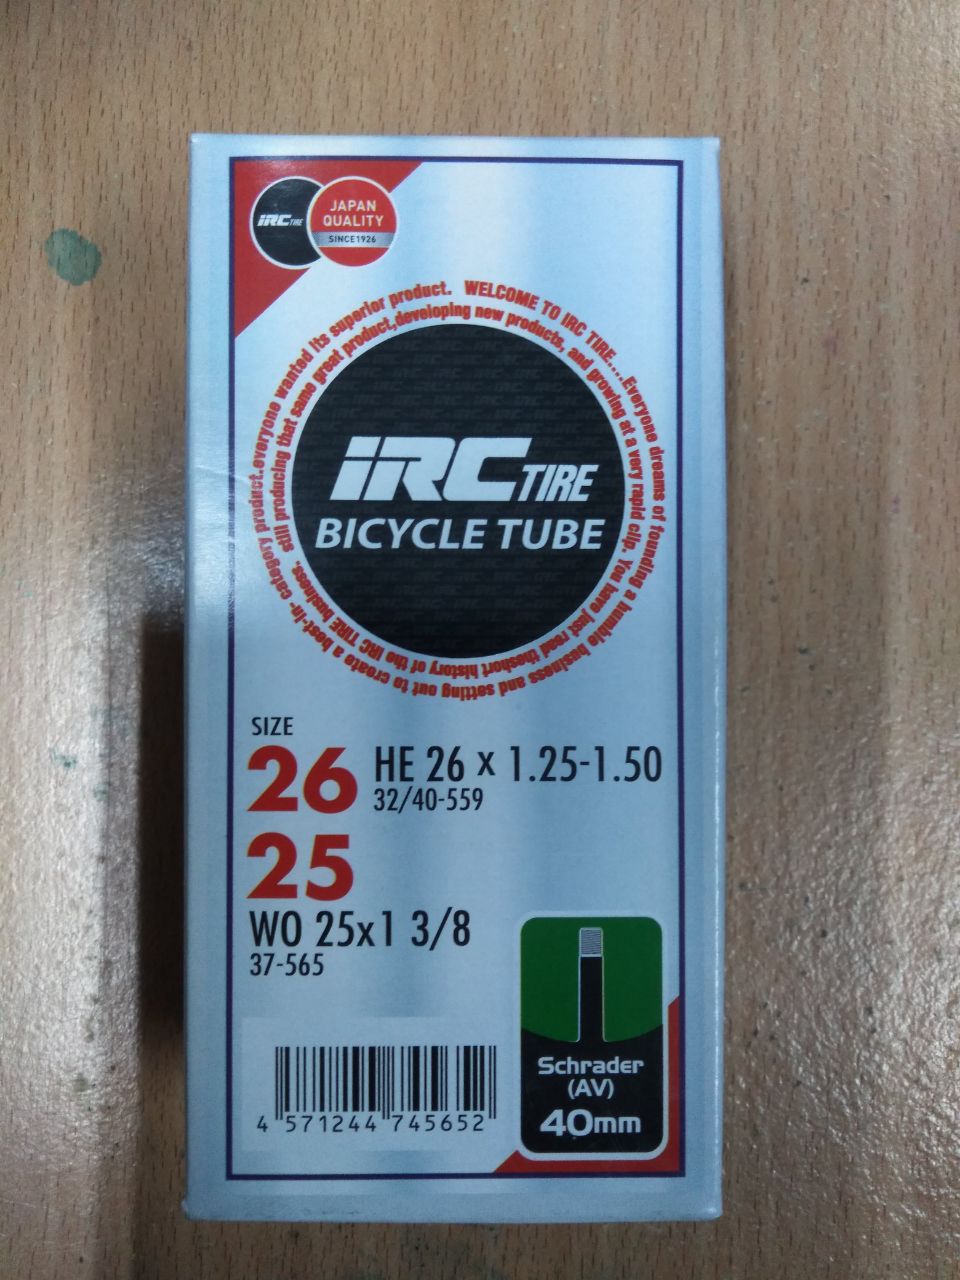 iRC TIRE
JAPAN
QUALITY
SINCE1926
WELCOME TO IRC TIRE....Everyone dreams of founding a humble business and setting out to create a best-in- category product.everyone wanted its superior product.
developing new products, and growing at a very rapid clip. You have just read theshort history of the IRC TIRE business. still producing that same great product,
iRC TIRE
BICYCLE TUBE
SIZE
26 HE 26 x 1.25-1.50
32/40-559
25
WO 25x1 3/8
37-565
Schrader
(AV)
40mm
4 571244 745652